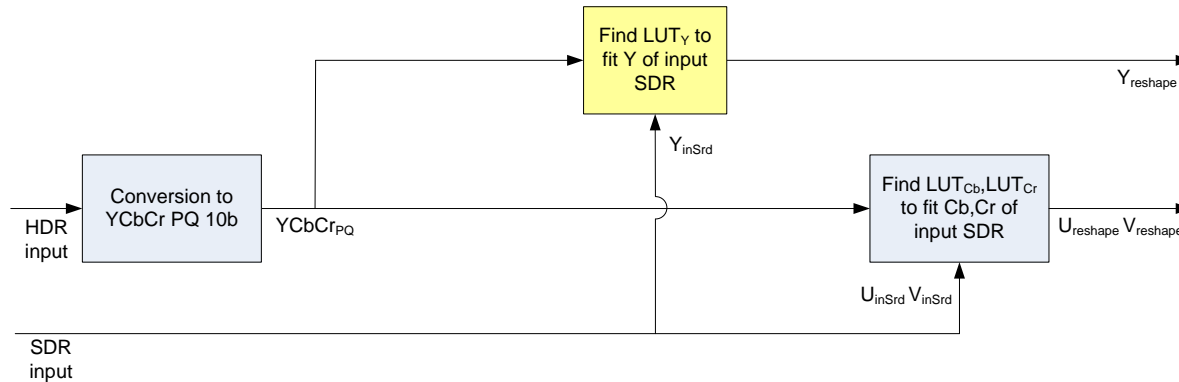 Find LUTY to
fit Y of input
SDR
Yreshape
YinSrd
Conversion to
YCbCr PQ 10b
Find LUTCb,LUTCr
to fit Cb,Cr of
input SDR
HDR
input
YCbCrPQ
Ureshape Vreshape
UinSrd VinSrd
SDR
input